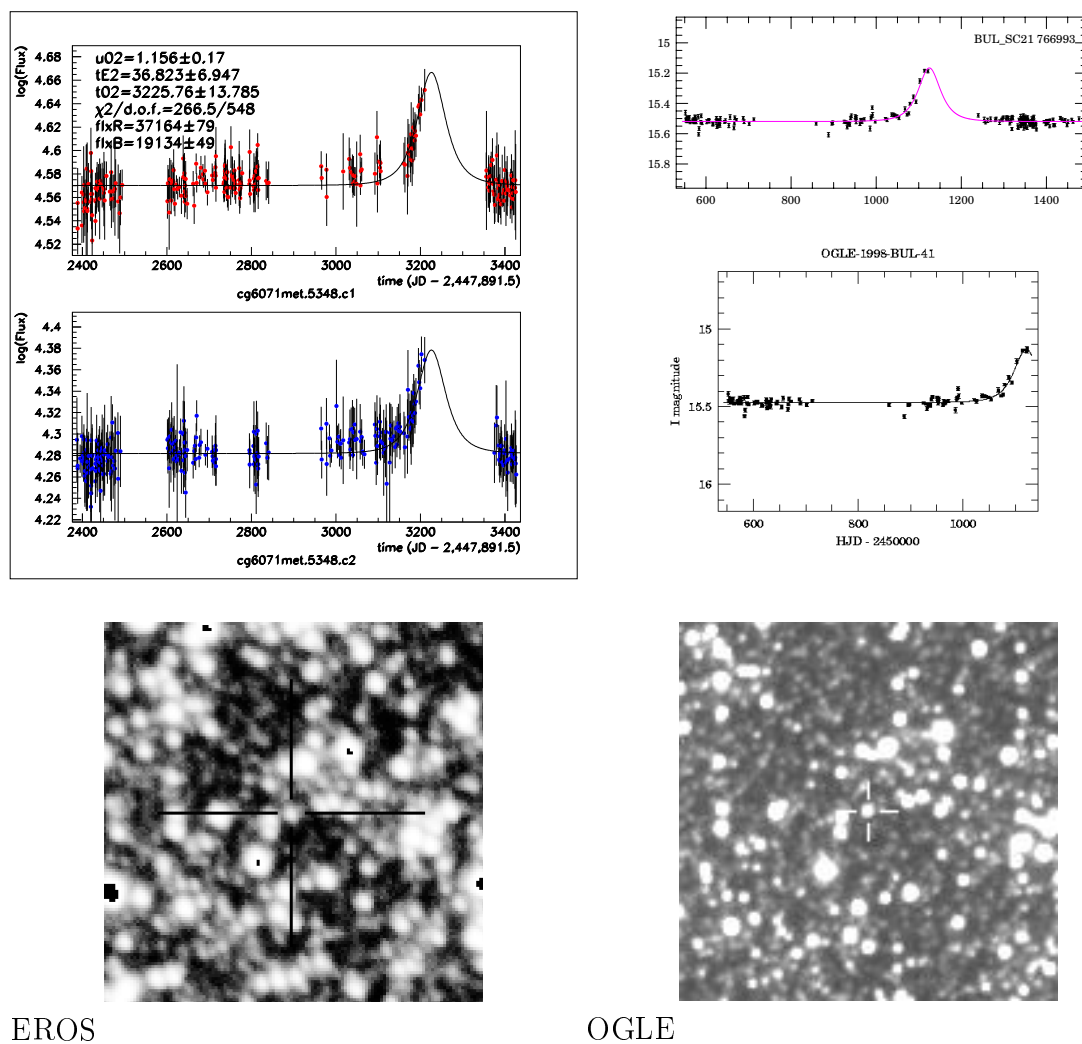 log(Flux)
4.68
4.66
4.64
4.62
4.6
4.58
4.56
4.54
4.52
u02=1.156±0.17
tE2=36.823±6.947
t02=3225.76±13.785
χ2/d.o.f.=266.5/548
flxR=37164±79
flxB=19134±49
2400 2600 2800 3000 3200 3400
time (JD - 2,447,891.5)
cg6071met.5348.c1
log(Flux)
4.4
4.38
4.36
4.34
4.32
4.3
4.28
4.26
4.24
4.22
2400 2600 2800 3000 3200 3400
time (JD - 2,447,891.5)
cg6071met.5348.c2
BUL_SC21 766993
15
15.2
15.4
15.6
15.8
600 800 1000 1200 1400
OGLE-1998-BUL-41
I magnitude
15
15.5
16
600 800 1000
HJD - 2450000
EROS
OGLE